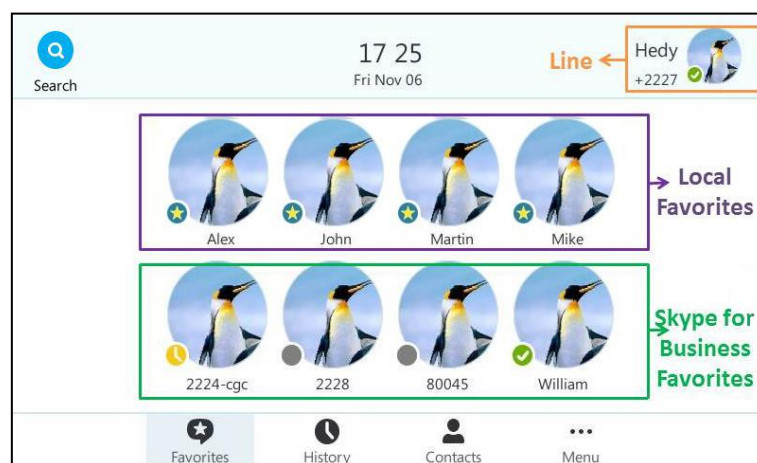 Search
17 25
Fri Nov 06
Line
Hedy
+2227
Alex
John
Martin
Mike
Local
Favorites
2224-cgc
2228
80045
William
Skype for
Business
Favorites
Favorites
History
Contacts
Menu